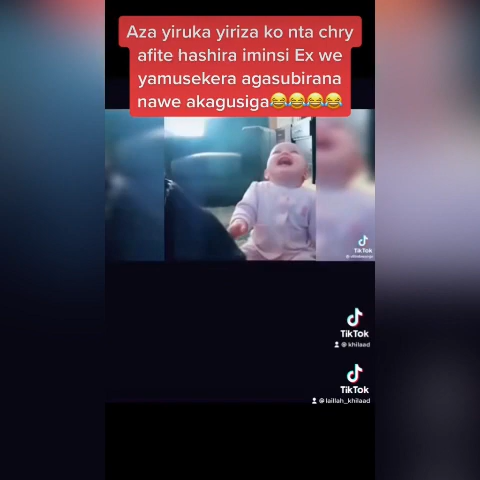 Aza yiruka yiriza ko nta chry
afite hashira iminsi Ex we
yamusekera agasubirana
nawe akagusiga😂😂😂😂
TikTok
TikTok
@ khilaad
TikTok
@ laillah_khilaad